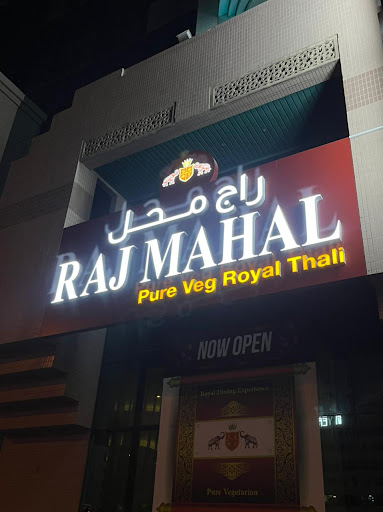 راج محل
RAJ MAHAL
Pure Veg Royal Thali
NOW OPEN
Royal Dining Experience
Pure Vegetarian